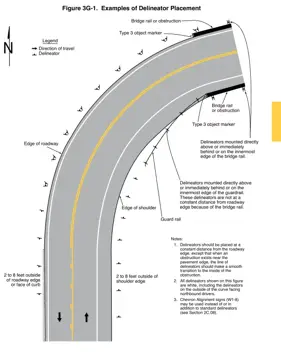 Figure 3G-1. Examples of Delineator Placement
Bridge rail or obstruction
Type 3 object marker
N
Legend
Direction of travel
Delineator
Bridge rail
or obstruction
Type 3 object marker
Delineators mounted directly
above or immediately
behind or on the innermost
edge of the bridge rail
Edge of roadway
Delineators mounted directly above
or immediately behind or on the
innermost edge of the guardrail.
These delineators are not at a
constant distance from roadway
edge because of the bridge rail.
Edge of shoulder
Guard rail
2 to 8 feet outside
of roadway edge
or face of curb
2 to 8 feet outside of
shoulder edge
Notes:
1. Delineators should be placed at a
constant distance from the roadway
edge, except that when an
obstruction exists near the
pavement edge, the line of
delineators should make a smooth
transition to the inside of the
obstruction.
2. All delineators shown on this figure
are white, including the delineators
on the outside of the curve facing
northbound drivers.
3. Chevron Alignment signs (W1-8)
may be used instead of or in
addition to standard delineators
(see Section 2C.09).